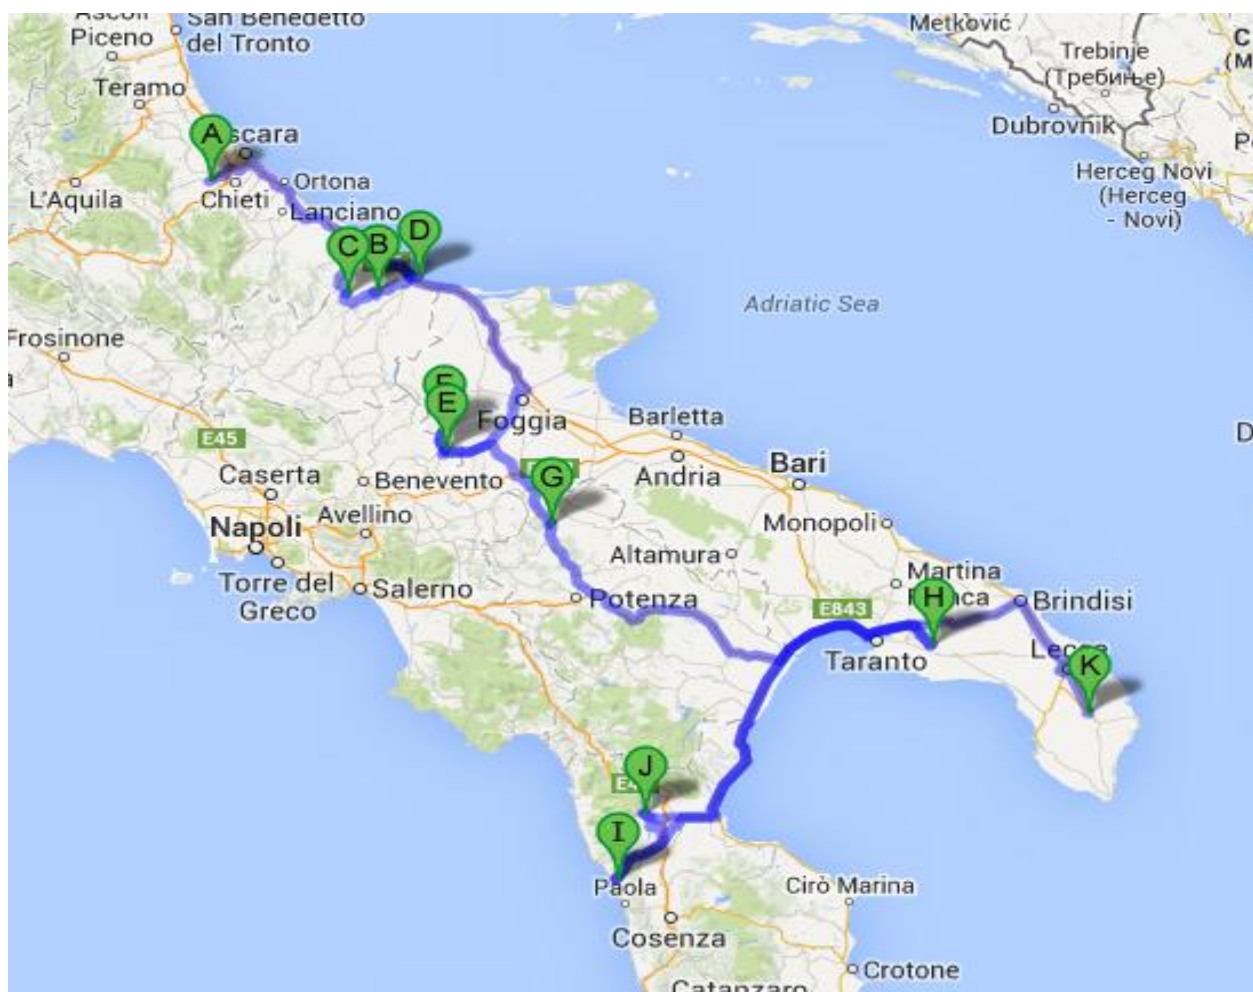 Ascoli
Piceno
San Benedetto
del Tronto
Metković
Trebinje
(Требиње)
C
(M
Teramo
A
scara
Dubrovnik
Herceg Novi
(Herceg
- Novi)
L'Aquila
Chieti
Ortona
Lanciano
C
B
D
Adriatic Sea
Frosinone
E
E
Foggia
Barletta
D
E45
Caserta
Benevento
Andria
Bari
G
Napoli
Avellino
Monopoli
Altamura
Torre del
Greco
Salerno
Potenza
Martina
H
E843
Brindisi
Taranto
K
J
I
Paola
Cirò Marina
Cosenza
Crotone
Catanzaro